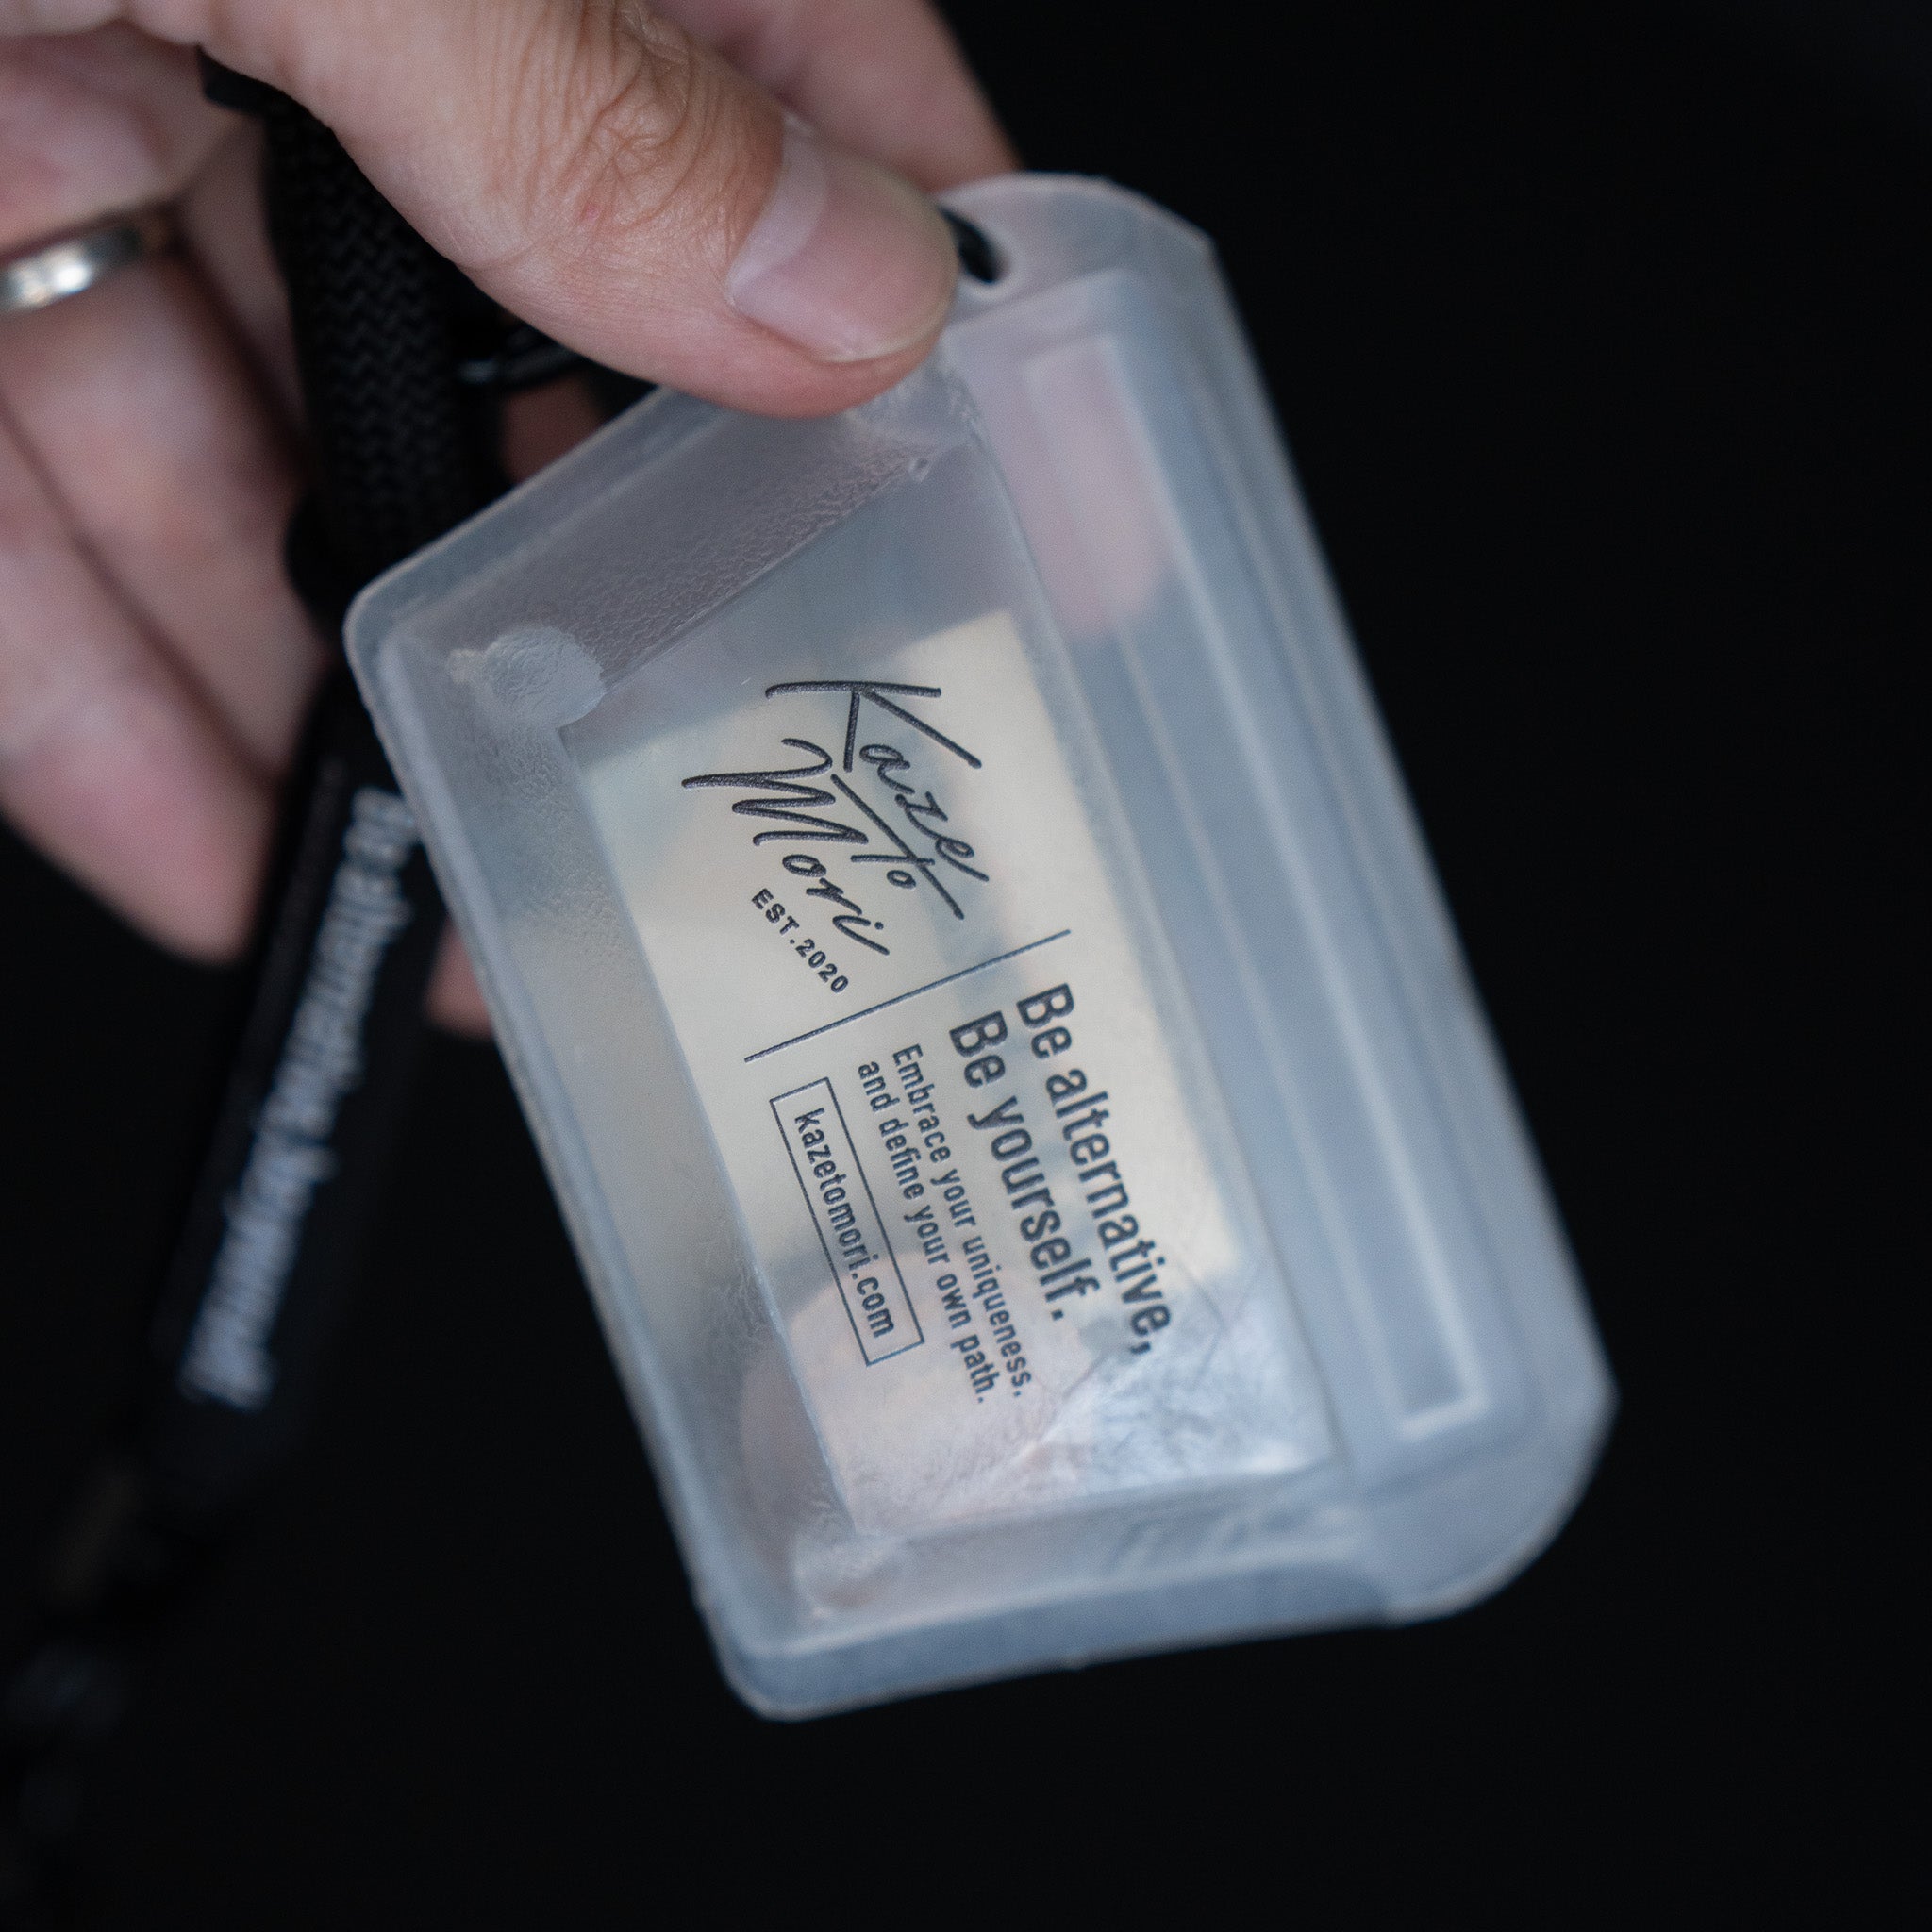 Kaze
to
Mori
EST.2020
Be alternative,
Be yourself.
Embrace your uniqueness.
and define your own path.
kazetomori.com